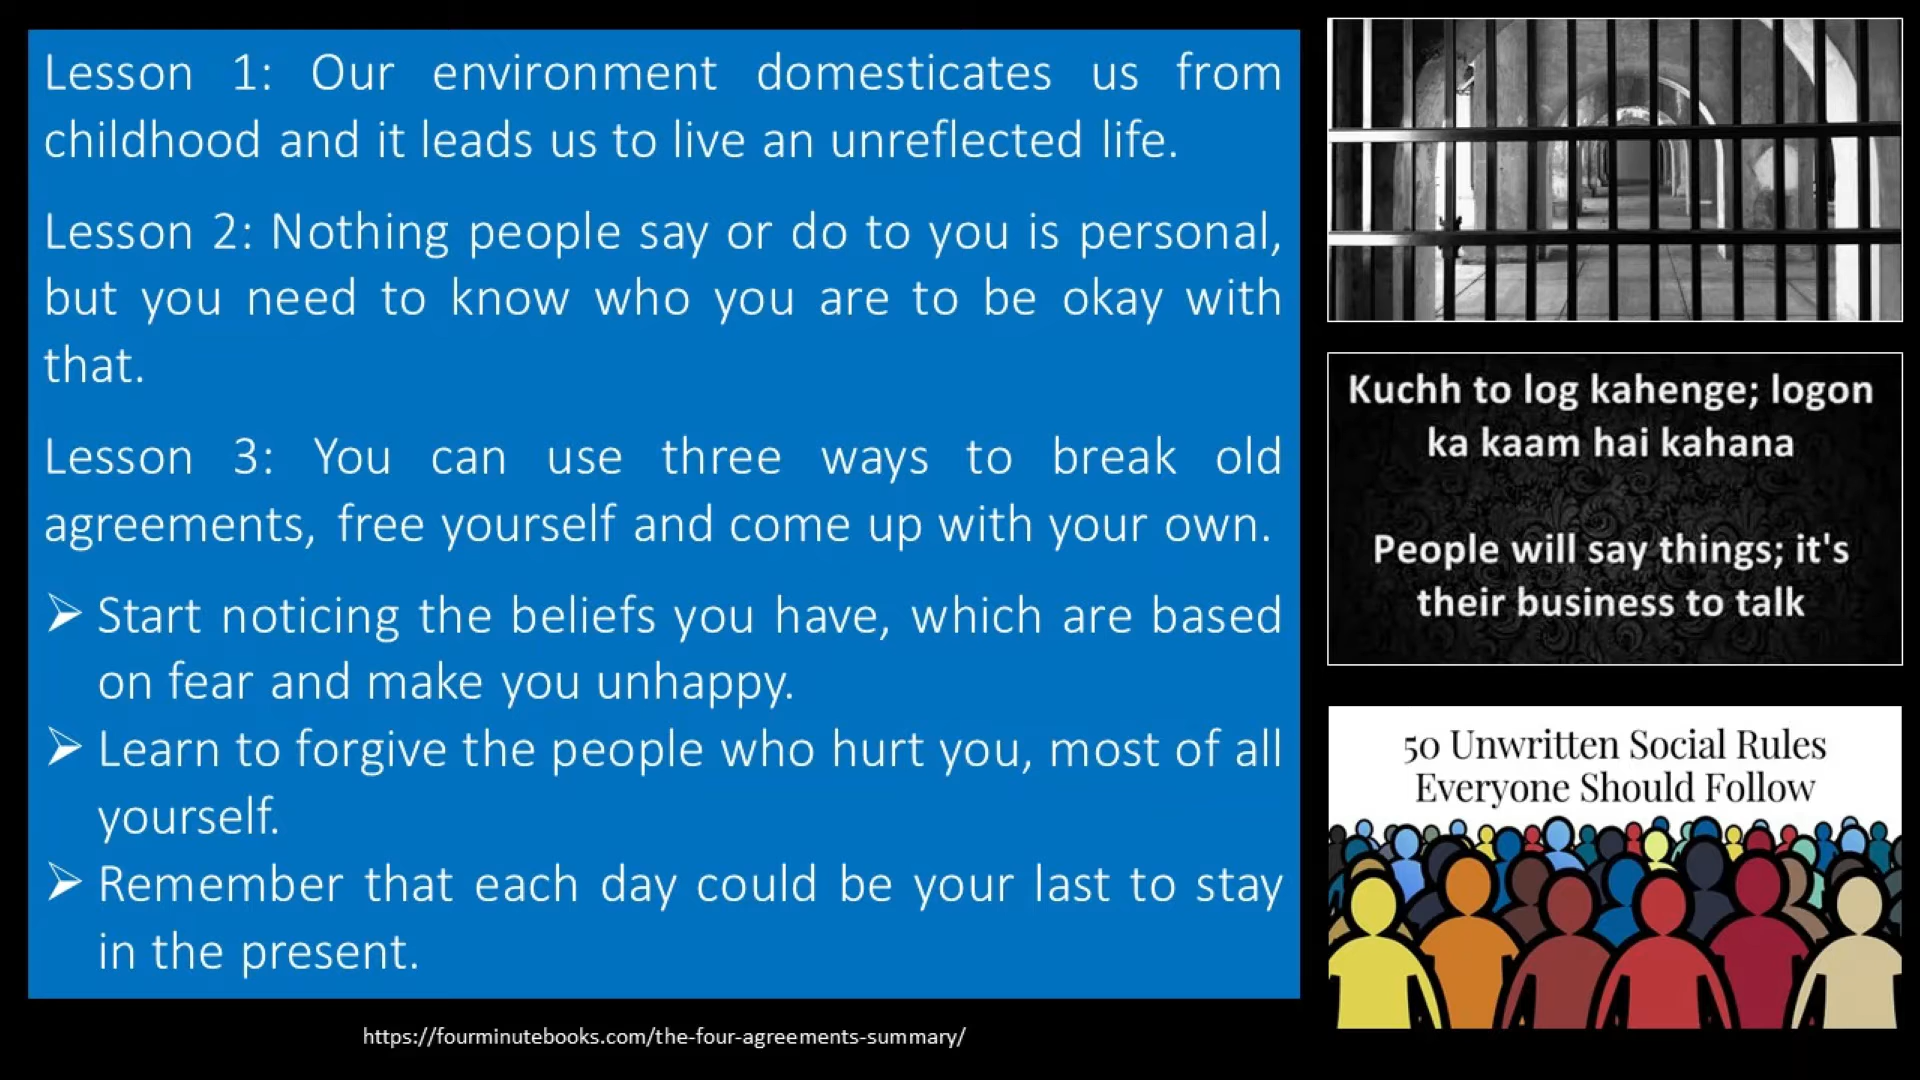 Lesson 1: Our environment domesticates us from
childhood and it leads us to live an unreflected life.
Lesson 2: Nothing people say or do to you is personal,
but you need to know who you are to be okay with
that.
Lesson 3: You can use three ways to break old
agreements, free yourself and come up with your own.
➢ Start noticing the beliefs you have, which are based
on fear and make you unhappy.
➢ Learn to forgive the people who hurt you, most of all
yourself.
➢ Remember that each day could be your last to stay
in the present.
https://fourminutebooks.com/the-four-agreements-summary/
Kuchh to log kahenge; logon
ka kaam hai kahana
People will say things; it's
their business to talk
50 Unwritten Social Rules
Everyone Should Follow